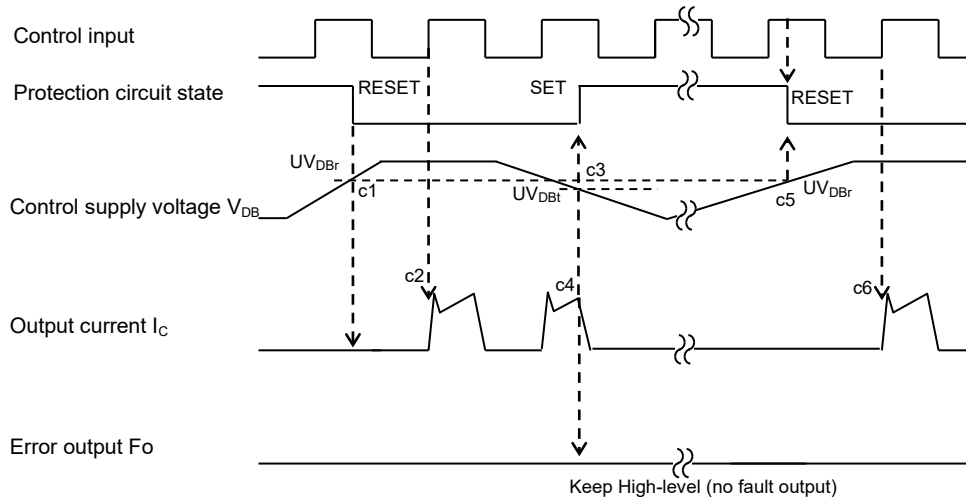 Control input
Protection circuit state
RESET
SET
RESET
UVDBr
c1
c3
UVDBt
c5
UVDBr
Control supply voltage VDB
c2
c4
c6
Output current IC
Error output Fo
Keep High-level (no fault output)